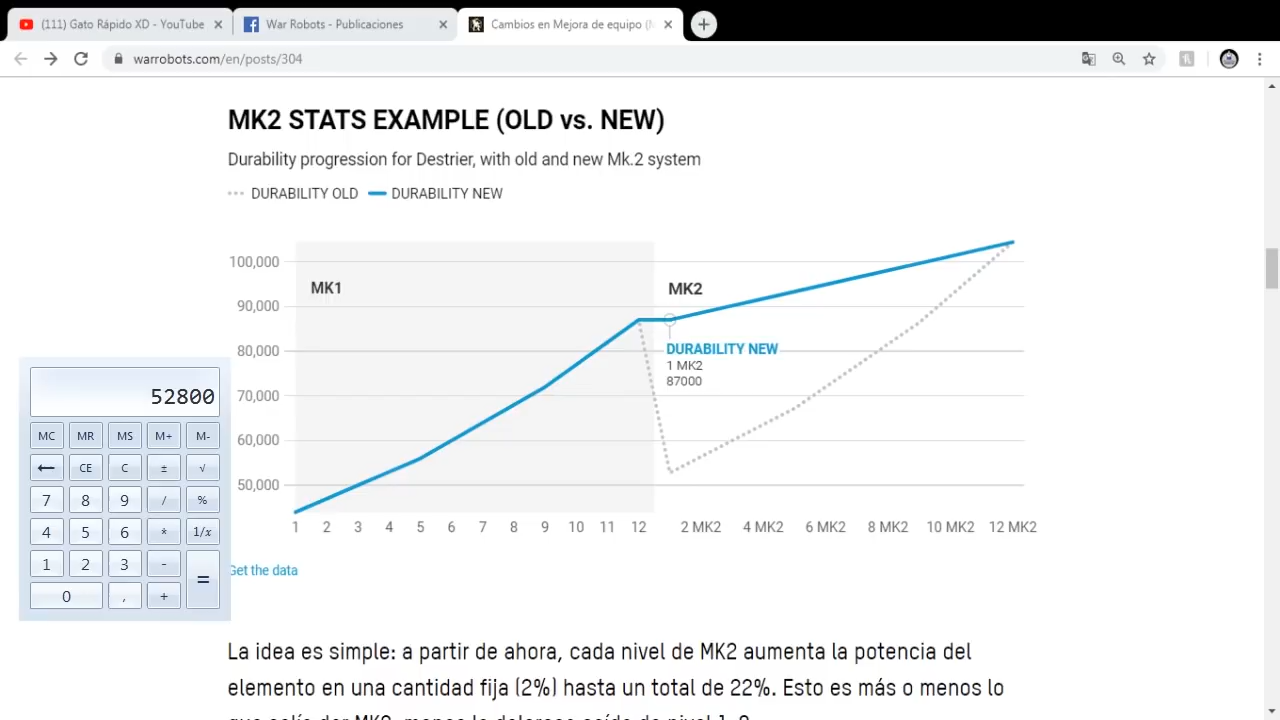 (111) Gato Rápido XD - YouTube
War Robots - Publicaciones
Cambios en Mejora de equipo (
warrobots.com/en/posts/304
MK2 STATS EXAMPLE (OLD vs. NEW)
Durability progression for Destrier, with old and new Mk.2 system
DURABILITY OLD DURABILITY NEW
100,000
90,000
80,000
70,000
60,000
50,000
MK1
MK2
DURABILITY NEW
1 MK2
87000
1 2 3 4 5 6 7 8 9 10 11 12 2 MK2 4 MK2 6 MK2 8 MK2 10 MK2 12 MK2
Get the data
52800
MC MR MS M+ M-
← CE C ± √
7 8 9 / %
4 5 6 * 1/x
1 2 3 - =
0 , +
La idea es simple: a partir de ahora, cada nivel de MK2 aumenta la potencia del
elemento en una cantidad fija (2%) hasta un total de 22%. Esto es más o menos lo